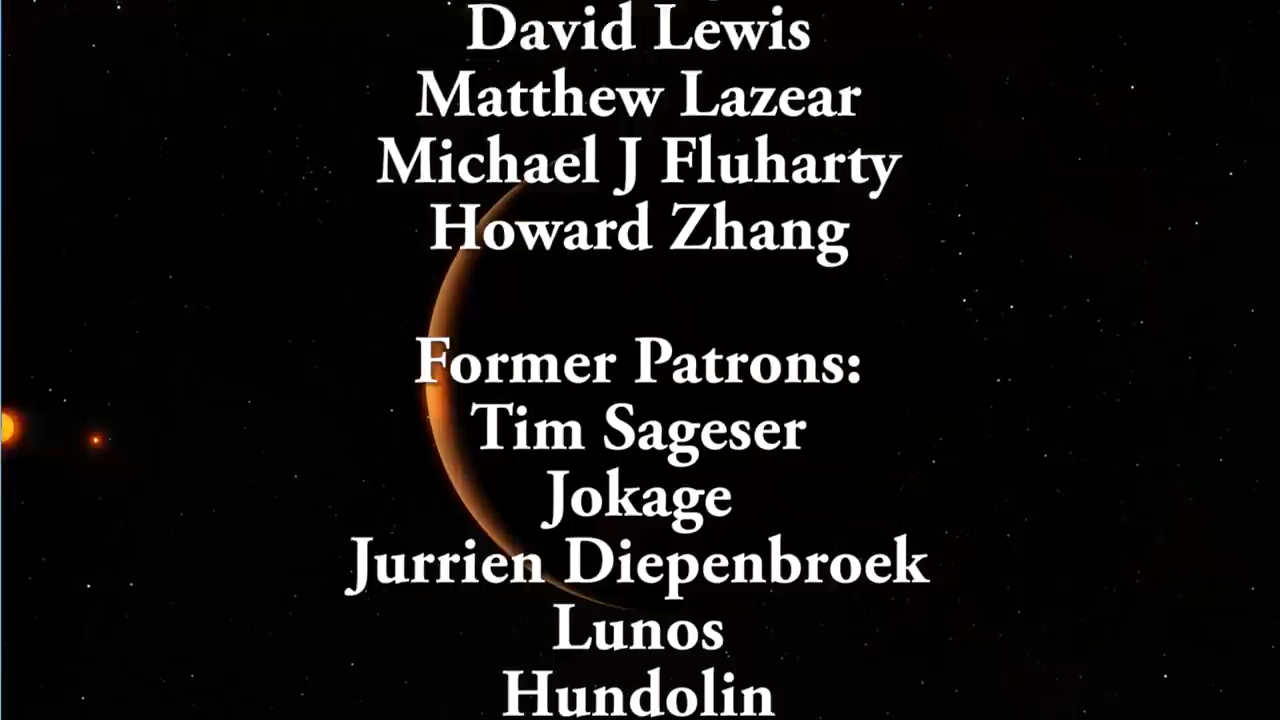 David Lewis
Matthew Lazear
Michael J Fluharty
Howard Zhang
Former Patrons:
Tim Sageser
Jokage
Jurrien Diepenbroek
Lunos
Hundolin